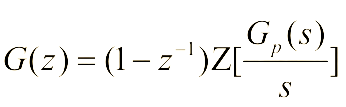 G(z) = (1 − z⁻¹)Z[G_p(s)/s]